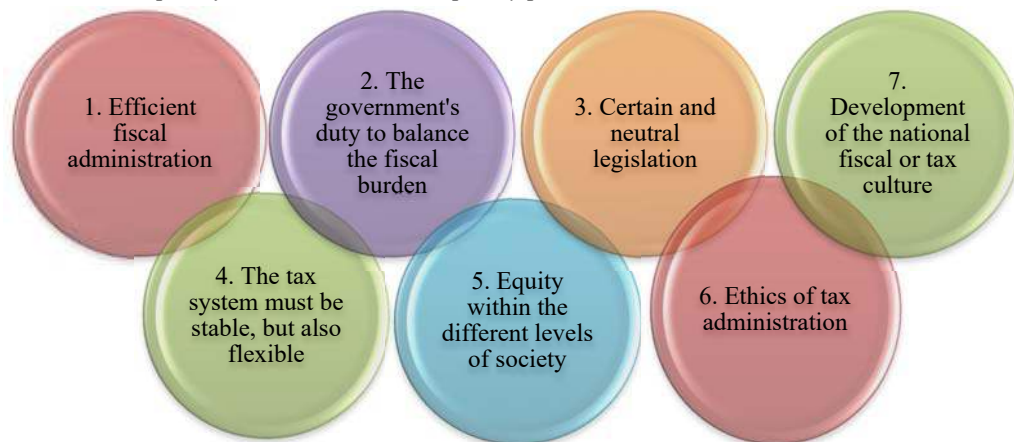 1. Efficient
fiscal
administration
2. The
government's
duty to balance
the fiscal
burden
3. Certain and
neutral
legislation
7.
Development
of the national
fiscal or tax
culture
4. The tax
system must be
stable, but also
flexible
5. Equity
within the
different levels
of society
6. Ethics of tax
administration